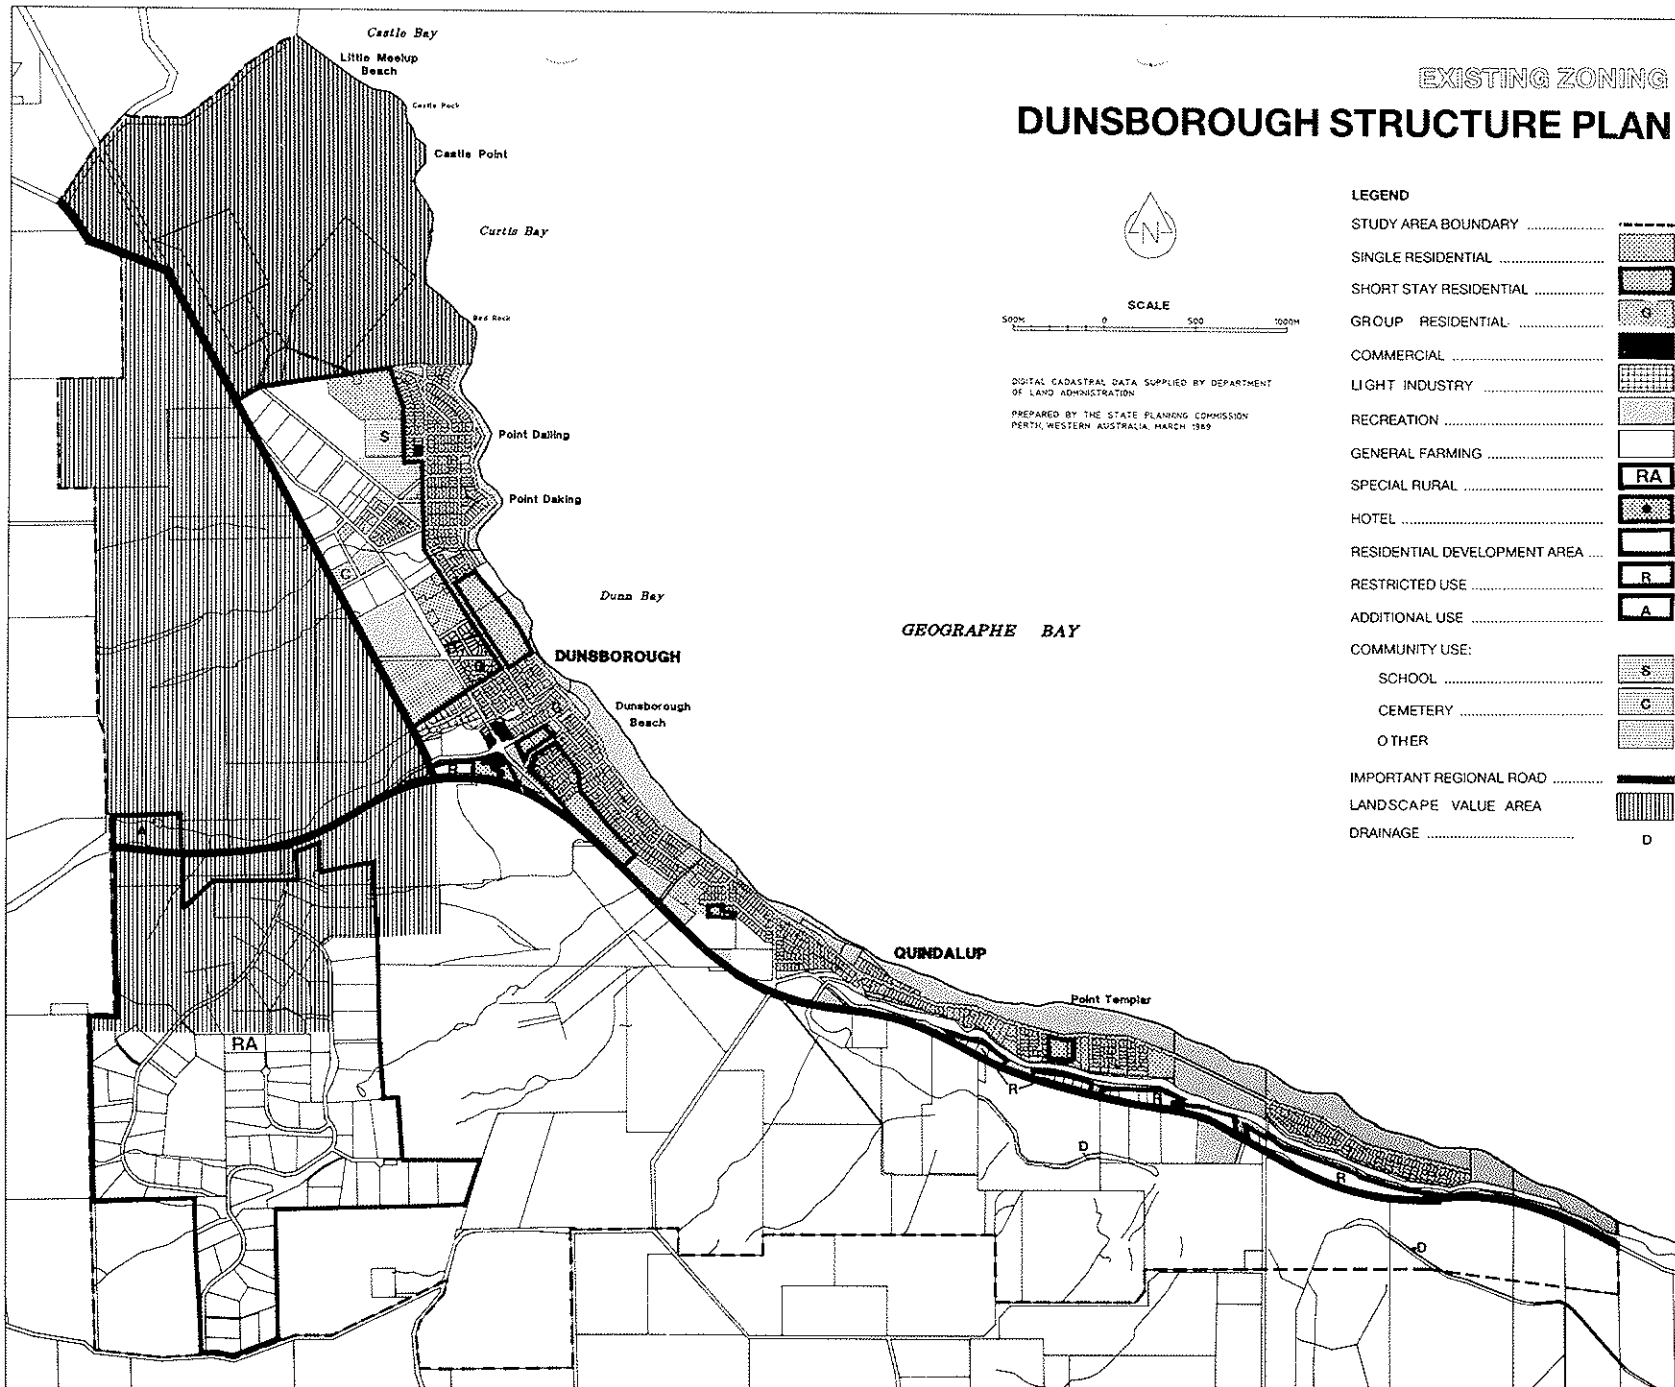 EXISTING ZONING
DUNSBOROUGH STRUCTURE PLAN
Castle Bay
Little Meelup
Beach
Castle Rock
Castle Point
Curtis Bay
Bed Rock
Point Dalling
Point Daking
Dunn Bay
DUNSBOROUGH
Dunsborough
Beach
GEOGRAPHE BAY
QUINDALUP
Point Templar
N
SCALE
500M 0 500 1000M
DIGITAL CADASTRAL DATA SUPPLIED BY DEPARTMENT
OF LAND ADMINISTRATION
PREPARED BY THE STATE PLANNING COMMISSION
PERTH, WESTERN AUSTRALIA, MARCH 1989
LEGEND
STUDY AREA BOUNDARY
SINGLE RESIDENTIAL
SHORT STAY RESIDENTIAL
GROUP RESIDENTIAL G
COMMERCIAL
LIGHT INDUSTRY
RECREATION
GENERAL FARMING
SPECIAL RURAL RA
HOTEL
RESIDENTIAL DEVELOPMENT AREA
RESTRICTED USE R
ADDITIONAL USE A
COMMUNITY USE:
SCHOOL S
CEMETERY C
OTHER
IMPORTANT REGIONAL ROAD
LANDSCAPE VALUE AREA
DRAINAGE D
S
C
G
G
R
A
RA
R
R
R
D
D